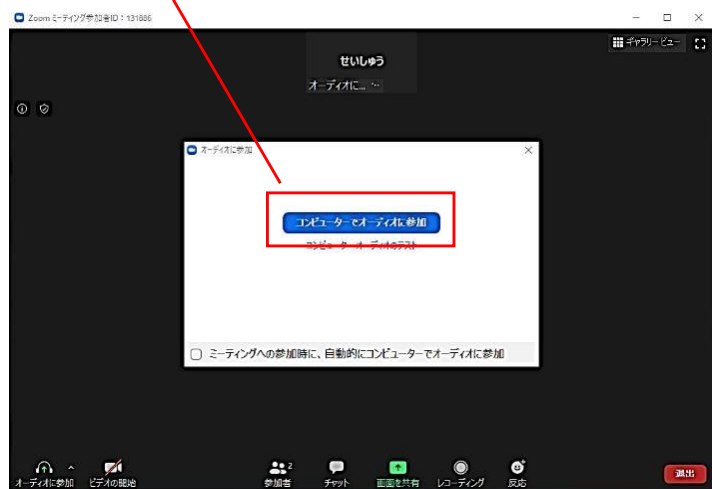 Zoom ミーティング参加者ID：131886
ギャラリービュー
せいしゅう
オーディオに...
オーディオに参加
コンピューターでオーディオに参加
コンピューター オーディオのテスト
ミーティングへの参加時に、自動的にコンピューターでオーディオに参加
オーディオに参加
ビデオの開始
2
参加者
チャット
画面を共有
レコーディング
反応
退出